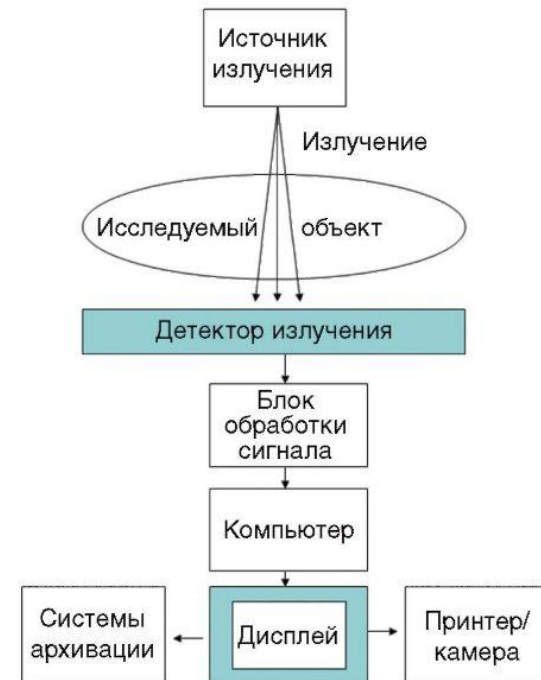 Источник
излучения
Излучение
Исследуемый объект
Детектор излучения
Блок
обработки
сигнала
Компьютер
Системы
архивации
Дисплей
Принтер/
камера